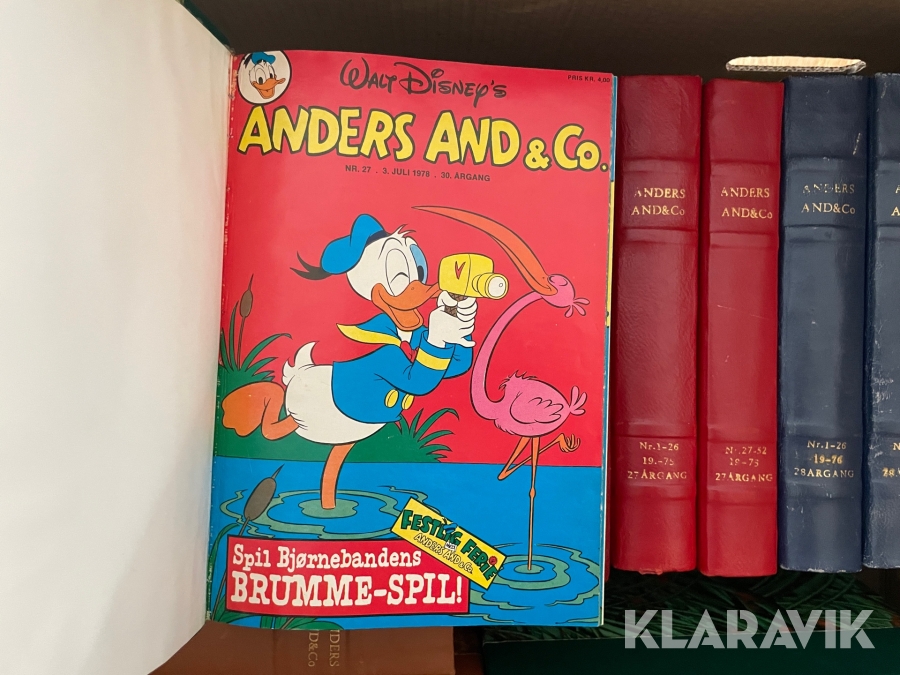 PRIS KR. 4,00
WALT DISNEY'S
ANDERS AND & Co.
NR. 27 . 3. JULI 1978 . 30. ÅRGANG
V
FESTLIG FERIE
ANDERS AND & Co.
Spil Bjørnebandens
BRUMME-SPIL!
ANDERS
AND&Co
Nr. 1-26
19.-75
27 ÅRGANG
ANDERS
AND&Co
Nr. 27-52
19-75
27 ÅRGANG
ANDERS
AND&Co
Nr. 1-26
19-76
28 ÅRGANG
KLARAVIK